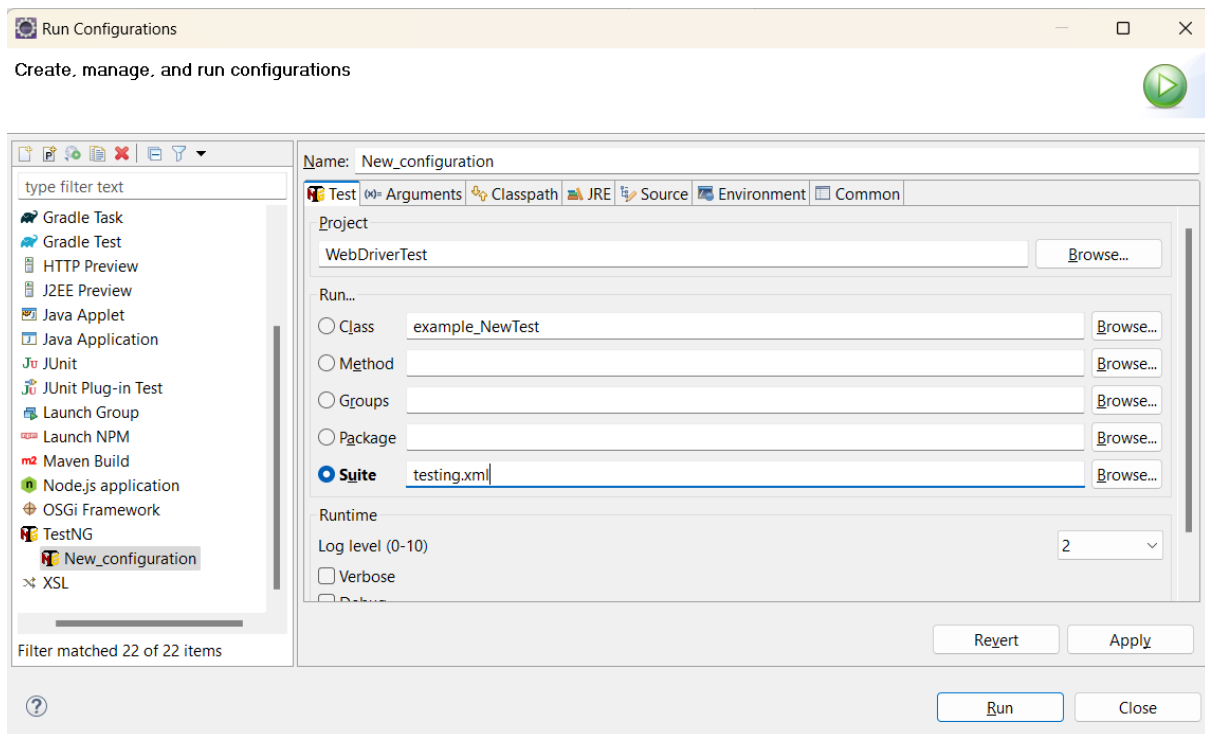 Run Configurations
Create, manage, and run configurations
type filter text
Gradle Task
Gradle Test
HTTP Preview
J2EE Preview
Java Applet
Java Application
JUnit
JUnit Plug-in Test
Launch Group
Launch NPM
Maven Build
Node.js application
OSGi Framework
TestNG
New_configuration
XSL
Filter matched 22 of 22 items
Name: New_configuration
Test (x)= Arguments Classpath JRE Source Environment Common
Project
WebDriverTest Browse...
Run...
Class example_NewTest Browse...
Method Browse...
Groups Browse...
Package Browse...
Suite testing.xml Browse...
Runtime
Log level (0-10) 2
Verbose
Debug
Revert Apply
Run Close